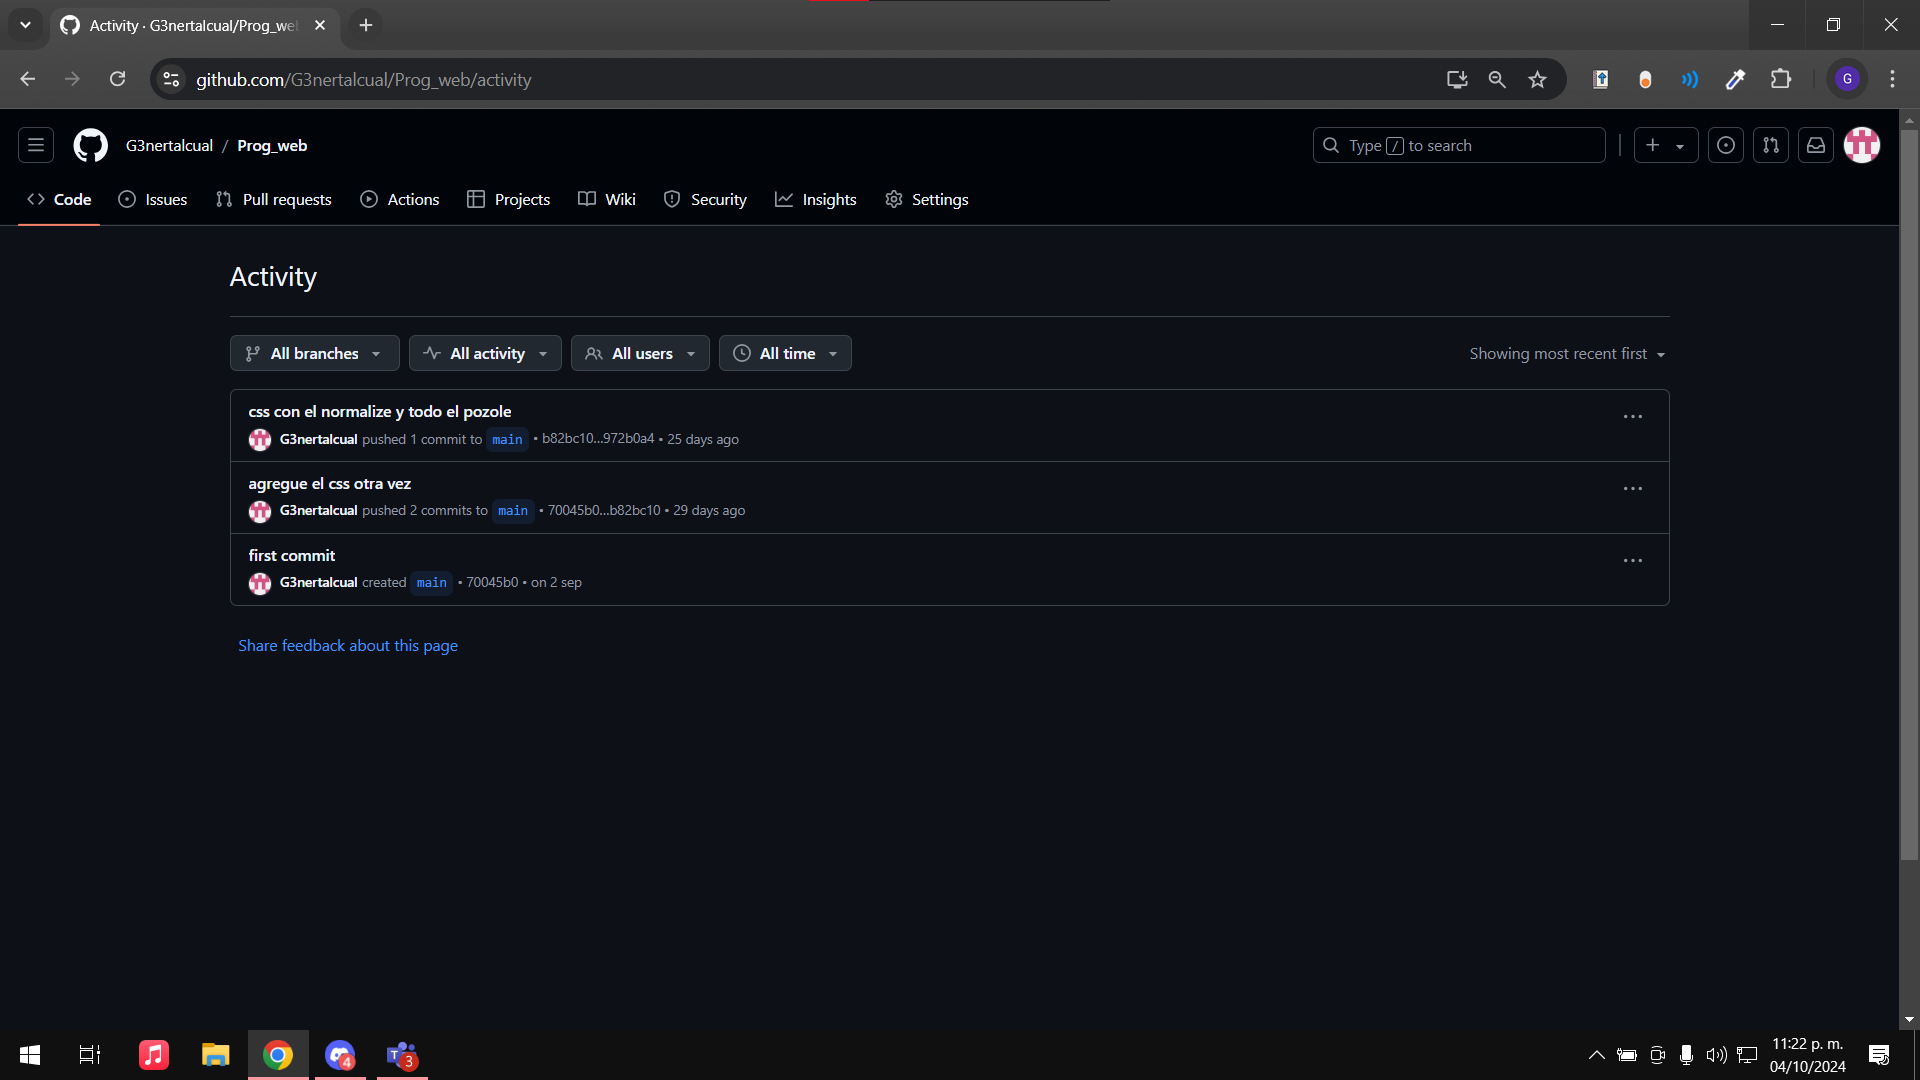 Activity · G3nertalcual/Prog_we
github.com/G3nertalcual/Prog_web/activity
G
G3nertalcual / Prog_web
Type / to search
Code Issues Pull requests Actions Projects Wiki Security Insights Settings
Activity
All branches All activity All users All time Showing most recent first
css con el normalize y todo el pozole
G3nertalcual pushed 1 commit to main • b82bc10...972b0a4 • 25 days ago
agregue el css otra vez
G3nertalcual pushed 2 commits to main • 70045b0...b82bc10 • 29 days ago
first commit
G3nertalcual created main • 70045b0 • on 2 sep
Share feedback about this page
4
T 3
11:22 p. m.
04/10/2024